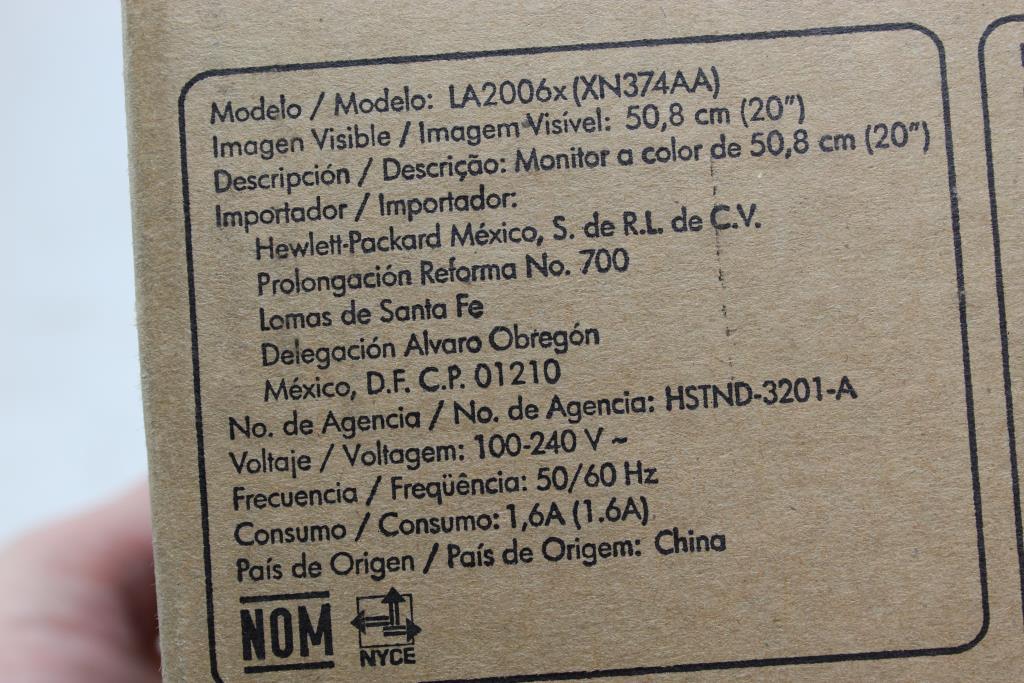 Modelo / Modelo: LA2006x (XN374AA)
Imagen Visible / Imagem Visível: 50,8 cm (20")
Descripción / Descrição: Monitor a color de 50,8 cm (20")
Importador / Importador:
Hewlett-Packard México, S. de R.L. de C.V.
Prolongación Reforma No. 700
Lomas de Santa Fe
Delegación Alvaro Obregón
México, D.F. C.P. 01210
No. de Agencia / No. de Agencia: HSTND-3201-A
Voltaje / Voltagem: 100-240 V ~
Frecuencia / Freqüência: 50/60 Hz
Consumo / Consumo: 1,6A (1.6A)
País de Origen / País de Origem: China
NOM
NYCE